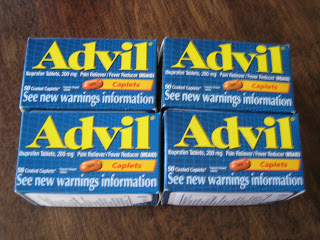 Advil®
Ibuprofen Tablets, 200 mg Pain Reliever/Fever Reducer (NSAID)
50 Coated Caplets*
Caplets
See new warnings information
Advil®
Ibuprofen Tablets, 200 mg Pain Reliever/Fever Reducer (NSAID)
50 Coated Caplets*
Caplets
See new warnings information
Advil®
Ibuprofen Tablets, 200 mg Pain Reliever/Fever Reducer (NSAID)
50 Coated Caplets*
Caplets
See new warnings information
Advil®
Ibuprofen Tablets, 200 mg Pain Reliever/Fever Reducer (NSAID)
50 Coated Caplets*
Caplets
See new warnings information